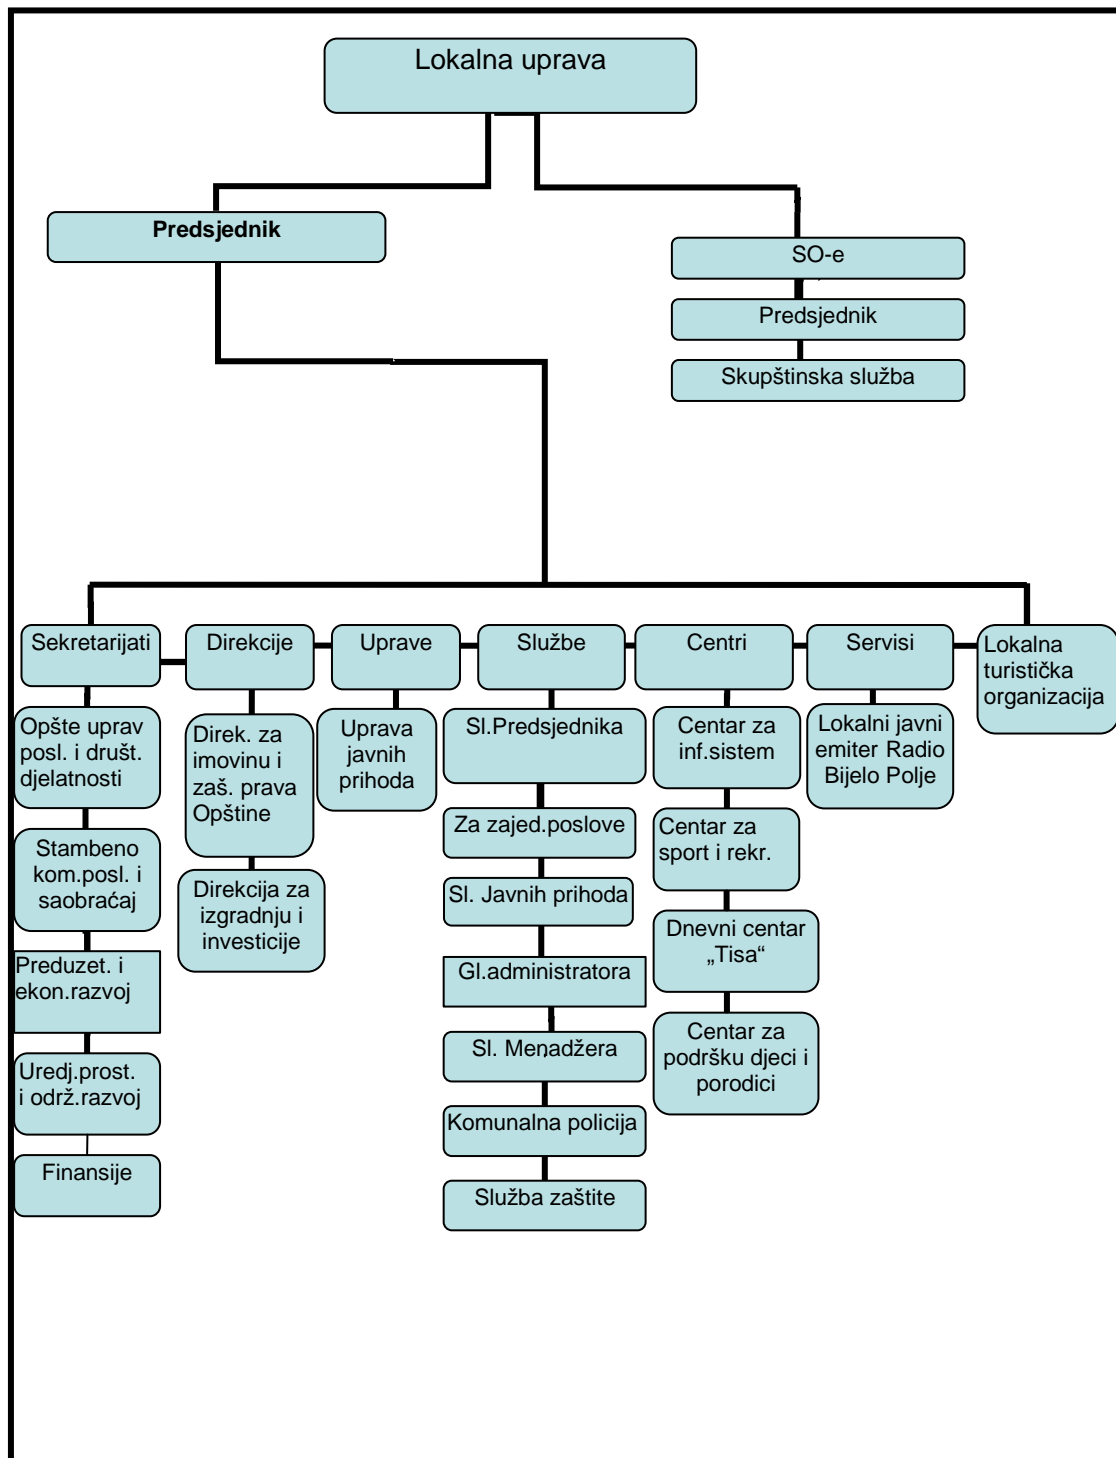 Lokalna uprava
Predsjednik
SO-e
Predsjednik
Skupštinska služba
Sekretarijati
Direkcije
Uprave
Službe
Centri
Servisi
Lokalna
turistička
organizacija
Opšte uprav
posl. i društ.
djelatnosti
Stambeno
kom.posl. i
saobraćaj
Preduzet. i
ekon.razvoj
Uredj.prost.
i održ.razvoj
Finansije
Direk. za
imovinu i
zaš. prava
Opštine
Direkcija za
izgradnju i
investicije
Uprava
javnih
prihoda
Sl.Predsjednika
Za zajed.poslove
Sl. Javnih prihoda
Gl.administratora
Sl. Menadžera
Komunalna policija
Služba zaštite
Centar za
inf.sistem
Centar za
sport i rekr.
Dnevni centar
„Tisa“
Centar za
podršku djeci i
porodici
Lokalni javni
emiter Radio
Bijelo Polje